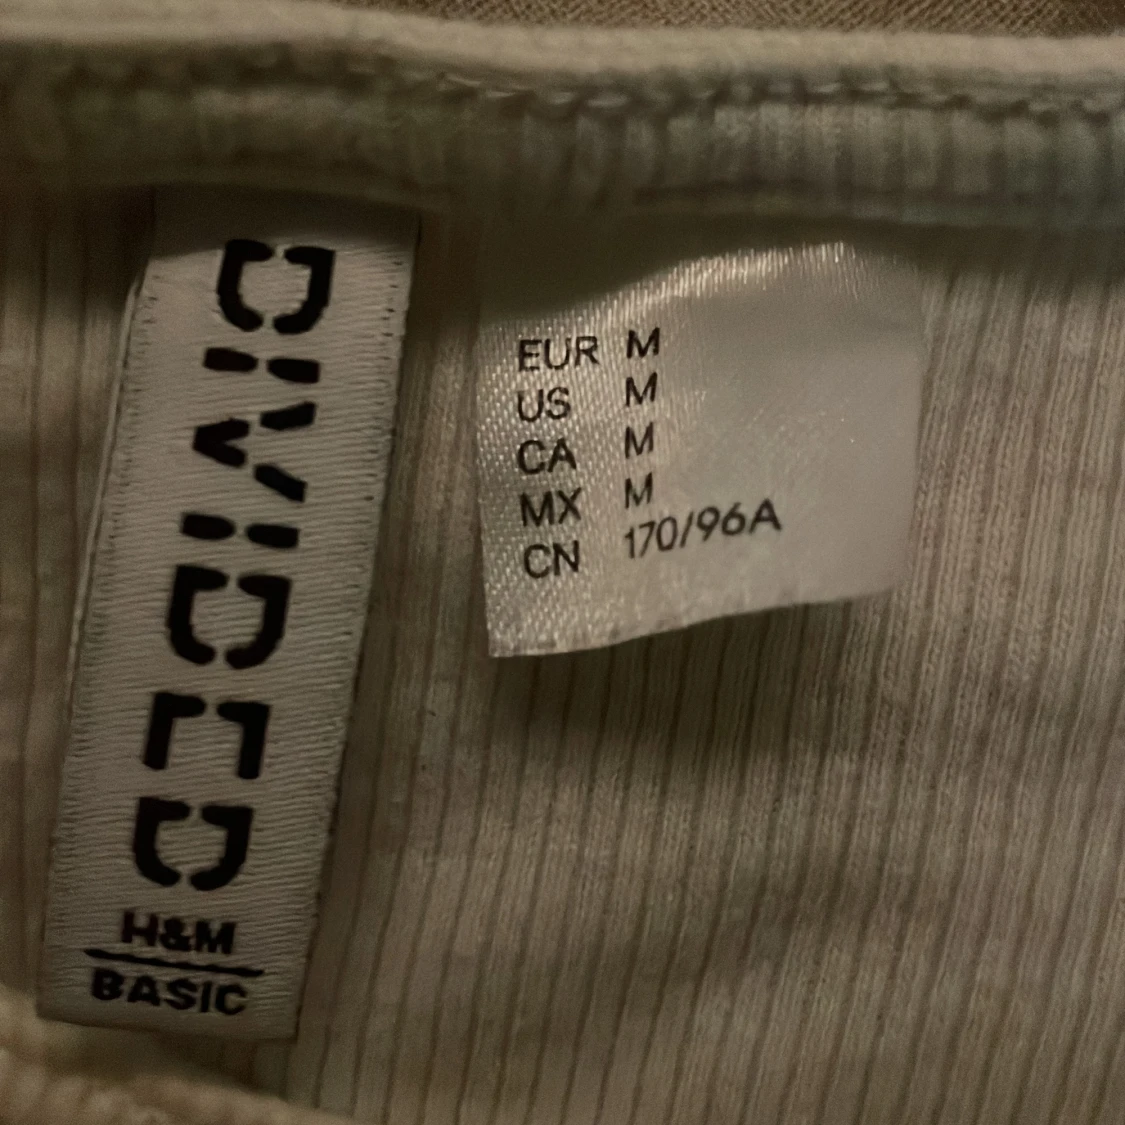 DIVIDED
H&M
BASIC
EUR M
US M
CA M
MX M
CN 170/96A